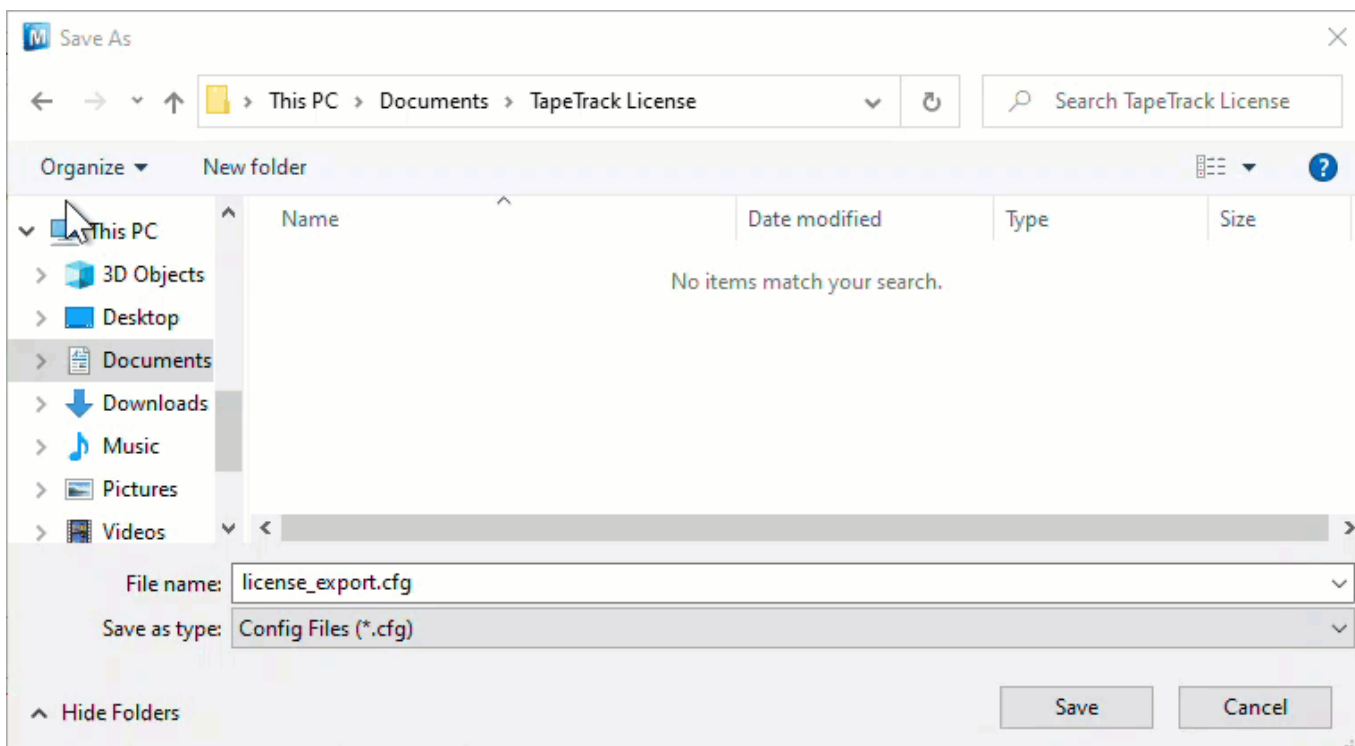 Save As
> This PC > Documents > TapeTrack License
Search TapeTrack License
Organize
New folder
Name
Date modified
Type
Size
This PC
3D Objects
Desktop
Documents
Downloads
Music
Pictures
Videos
No items match your search.
File name: license_export.cfg
Save as type: Config Files (*.cfg)
Hide Folders
Save
Cancel